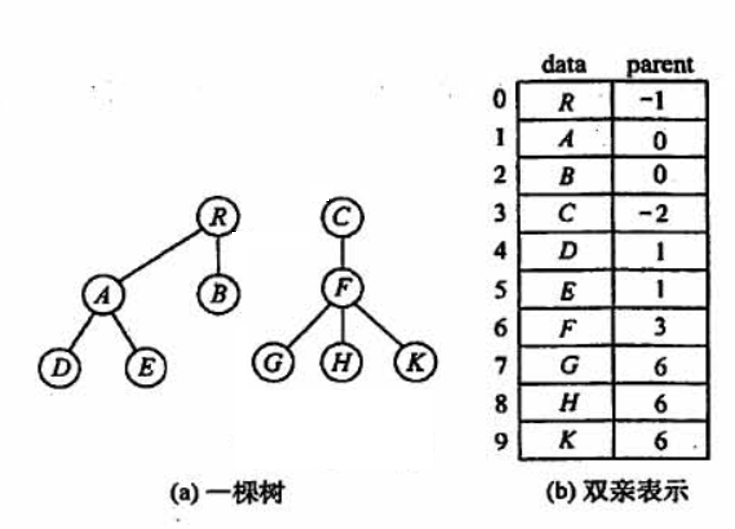 data parent
0 R -1
1 A 0
2 B 0
3 C -2
4 D 1
5 E 1
6 F 3
7 G 6
8 H 6
9 K 6
R C
A B F
D E G H K
(a) 一棵树 (b) 双亲表示